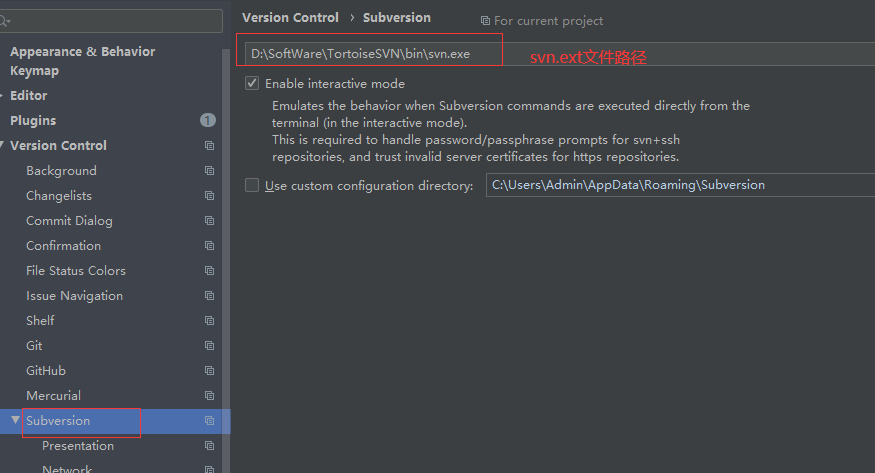 Version Control › Subversion
For current project
Appearance & Behavior
Keymap
Editor
Plugins 1
Version Control
Background
Changelists
Commit Dialog
Confirmation
File Status Colors
Issue Navigation
Shelf
Git
GitHub
Mercurial
Subversion
Presentation
Network
D:\SoftWare\TortoiseSVN\bin\svn.exe
svn.ext文件路径
Enable interactive mode
Emulates the behavior when Subversion commands are executed directly from the
terminal (in the interactive mode).
This is required to handle password/passphrase prompts for svn+ssh
repositories, and trust invalid server certificates for https repositories.
Use custom configuration directory:
C:\Users\Admin\AppData\Roaming\Subversion